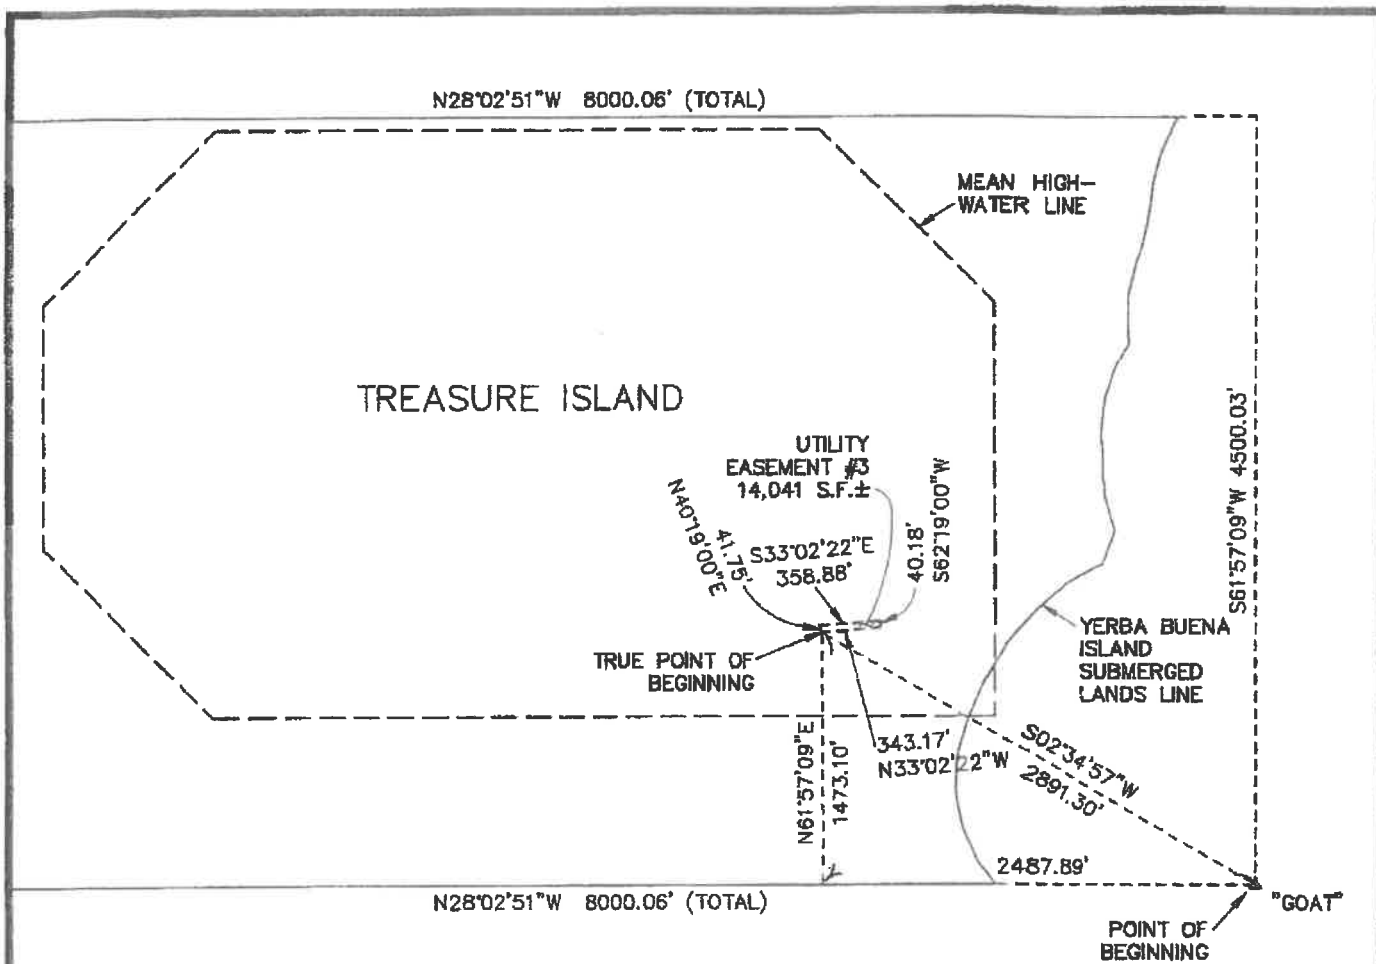 N28°02'51"W 8000.06' (TOTAL)
MEAN HIGH-
WATER LINE
TREASURE ISLAND
UTILITY
EASEMENT #3
14,041 S.F.±
N40°19'00"E
41.75'
S33°02'22"E
358.88'
40.18'
S62°19'00"W
S61°57'09"W 4500.03'
TRUE POINT OF
BEGINNING
YERBA BUENA
ISLAND
SUBMERGED
LANDS LINE
N61°57'09"E
1473.10'
343.17'
N33°02'22"W
S02°34'57"W
2891.30'
2487.89'
N28°02'51"W 8000.06' (TOTAL)
"GOAT"
POINT OF
BEGINNING